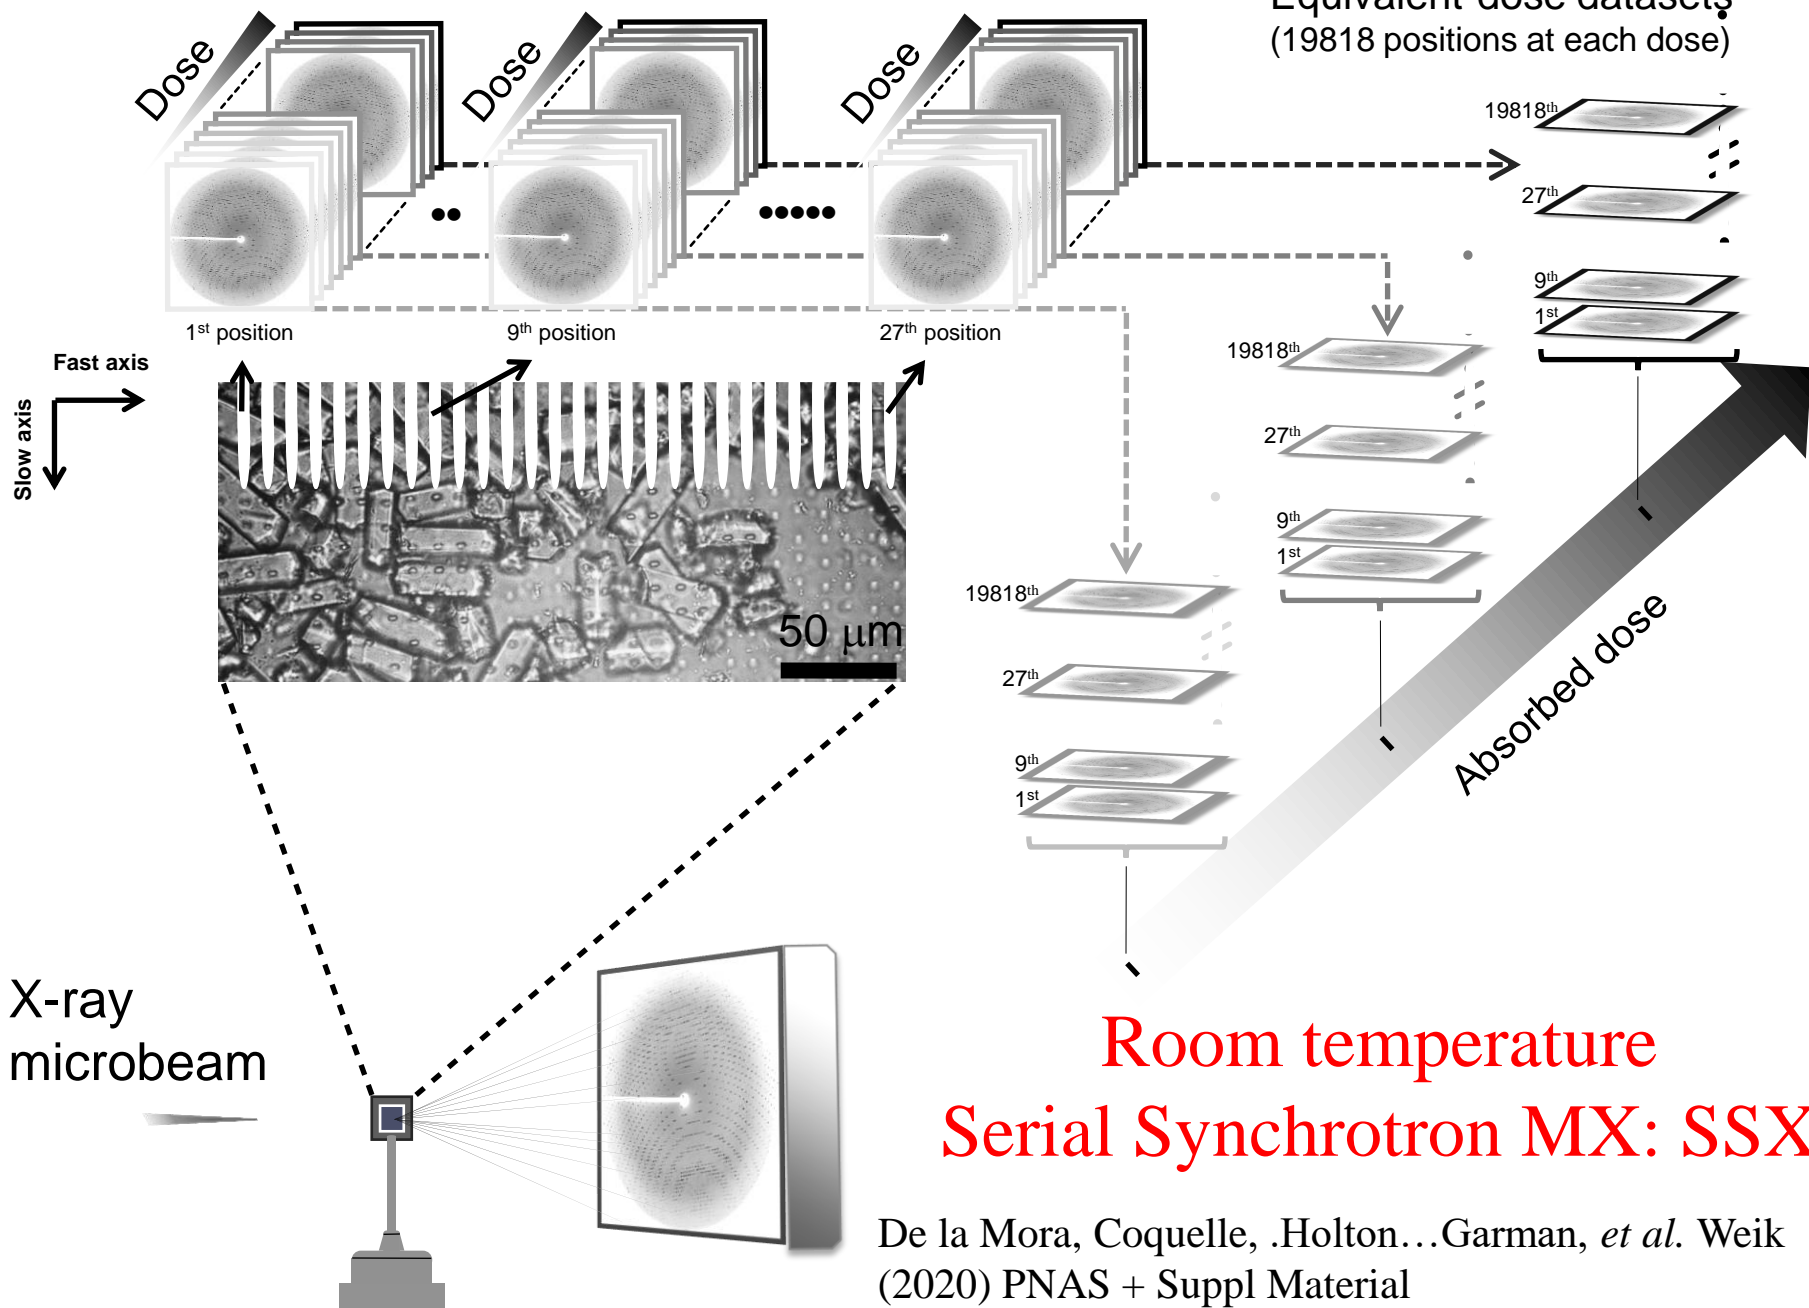 Equivalent dose datasets
(19818 positions at each dose)
Dose
Dose
Dose
1st position
9th position
27th position
19818th
27th
9th
1st
19818th
27th
9th
1st
19818th
27th
9th
1st
Fast axis
Slow axis
50 μm
Absorbed dose
X-ray
microbeam
Room temperature
Serial Synchrotron MX: SSX
De la Mora, Coquelle, .Holton…Garman, et al. Weik
(2020) PNAS + Suppl Material